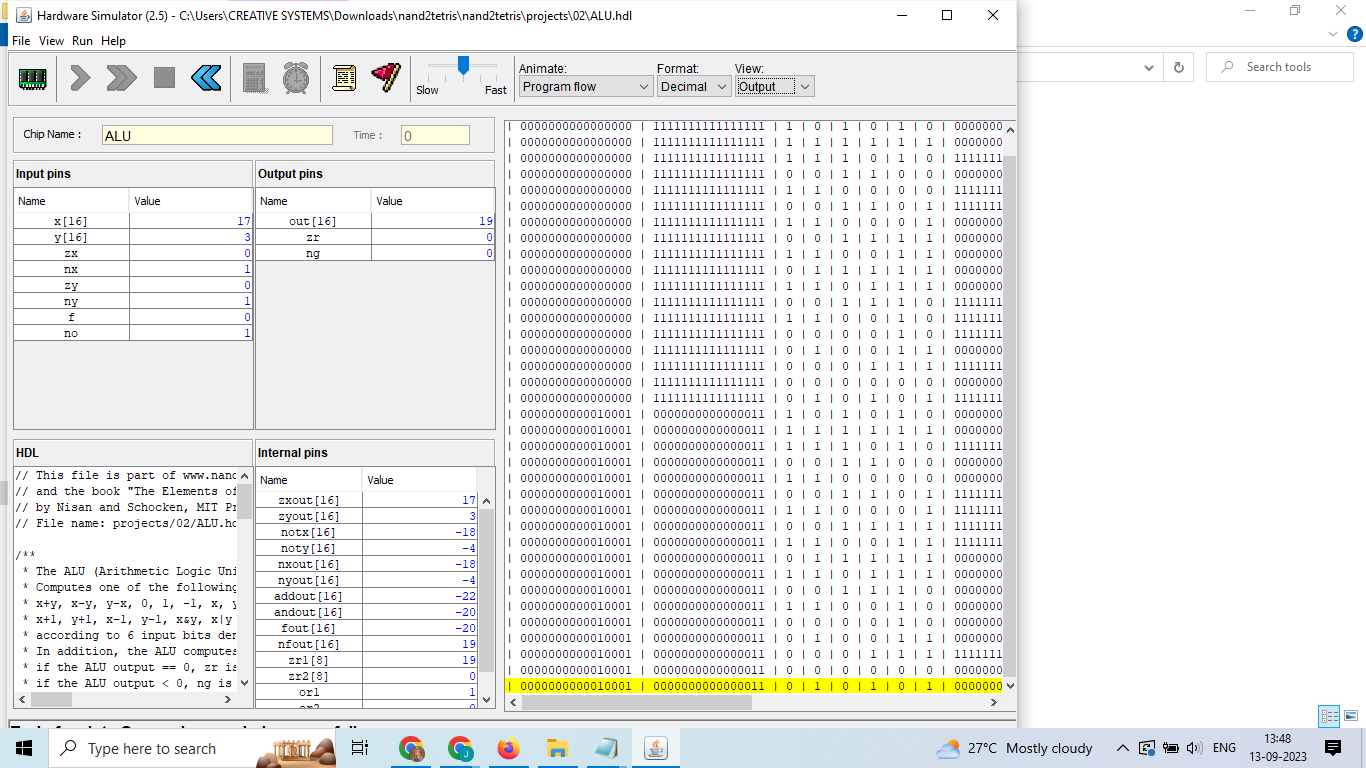 Hardware Simulator (2.5) - C:\Users\CREATIVE SYSTEMS\Downloads\nand2tetris\nand2tetris\projects\02\ALU.hdl
File View Run Help
Slow Fast
Animate: Format: View:
Program flow Decimal Output
Search tools
Chip Name : ALU Time : 0
Input pins
Name Value
x[16] 17
y[16] 3
zx 0
nx 1
zy 0
ny 1
f 0
no 1
Output pins
Name Value
out[16] 19
zr 0
ng 0
HDL
// This file is part of www.nand
// and the book "The Elements of
// by Nisan and Schocken, MIT Pr
// File name: projects/02/ALU.hd
/**
* The ALU (Arithmetic Logic Uni
* Computes one of the following
* x+y, x-y, y-x, 0, 1, -1, x, y
* x+1, y+1, x-1, y-1, x&y, x|y
* according to 6 input bits den
* In addition, the ALU computes
* if the ALU output == 0, zr is
* if the ALU output < 0, ng is
Internal pins
Name Value
zxout[16] 17
zyout[16] 3
notx[16] -18
noty[16] -4
nxout[16] -18
nyout[16] -4
addout[16] -22
andout[16] -20
fout[16] -20
nfout[16] 19
zr1[8] 19
zr2[8] 0
or1 1
| 0000000000000000 | 1111111111111111 | 1 | 0 | 1 | 0 | 1 | 0 | 0000000
| 0000000000000000 | 1111111111111111 | 1 | 1 | 1 | 1 | 1 | 1 | 0000000
| 0000000000000000 | 1111111111111111 | 1 | 1 | 1 | 0 | 1 | 0 | 1111111
| 0000000000000000 | 1111111111111111 | 0 | 0 | 1 | 1 | 0 | 0 | 0000000
| 0000000000000000 | 1111111111111111 | 1 | 1 | 0 | 0 | 0 | 0 | 1111111
| 0000000000000000 | 1111111111111111 | 0 | 0 | 1 | 1 | 0 | 1 | 1111111
| 0000000000000000 | 1111111111111111 | 1 | 1 | 0 | 0 | 0 | 1 | 0000000
| 0000000000000000 | 1111111111111111 | 0 | 0 | 1 | 1 | 1 | 1 | 0000000
| 0000000000000000 | 1111111111111111 | 1 | 1 | 0 | 0 | 1 | 1 | 0000000
| 0000000000000000 | 1111111111111111 | 0 | 1 | 1 | 1 | 1 | 1 | 0000000
| 0000000000000000 | 1111111111111111 | 1 | 1 | 0 | 1 | 1 | 1 | 0000000
| 0000000000000000 | 1111111111111111 | 0 | 0 | 1 | 1 | 1 | 0 | 1111111
| 0000000000000000 | 1111111111111111 | 1 | 1 | 0 | 0 | 1 | 0 | 1111111
| 0000000000000000 | 1111111111111111 | 0 | 0 | 0 | 0 | 1 | 0 | 1111111
| 0000000000000000 | 1111111111111111 | 0 | 1 | 0 | 0 | 1 | 1 | 0000000
| 0000000000000000 | 1111111111111111 | 0 | 0 | 0 | 1 | 1 | 1 | 1111111
| 0000000000000000 | 1111111111111111 | 0 | 0 | 0 | 0 | 0 | 0 | 0000000
| 0000000000000000 | 1111111111111111 | 0 | 1 | 0 | 1 | 0 | 1 | 1111111
| 0000000000010001 | 0000000000000011 | 1 | 0 | 1 | 0 | 1 | 0 | 0000000
| 0000000000010001 | 0000000000000011 | 1 | 1 | 1 | 1 | 1 | 1 | 0000000
| 0000000000010001 | 0000000000000011 | 1 | 1 | 1 | 0 | 1 | 0 | 1111111
| 0000000000010001 | 0000000000000011 | 0 | 0 | 1 | 1 | 0 | 0 | 0000000
| 0000000000010001 | 0000000000000011 | 1 | 1 | 0 | 0 | 0 | 0 | 0000000
| 0000000000010001 | 0000000000000011 | 0 | 0 | 1 | 1 | 0 | 1 | 1111111
| 0000000000010001 | 0000000000000011 | 1 | 1 | 0 | 0 | 0 | 1 | 1111111
| 0000000000010001 | 0000000000000011 | 0 | 0 | 1 | 1 | 1 | 1 | 1111111
| 0000000000010001 | 0000000000000011 | 1 | 1 | 0 | 0 | 1 | 1 | 1111111
| 0000000000010001 | 0000000000000011 | 0 | 1 | 1 | 1 | 1 | 1 | 0000000
| 0000000000010001 | 0000000000000011 | 1 | 1 | 0 | 1 | 1 | 1 | 0000000
| 0000000000010001 | 0000000000000011 | 0 | 0 | 1 | 1 | 1 | 0 | 0000000
| 0000000000010001 | 0000000000000011 | 1 | 1 | 0 | 0 | 1 | 0 | 0000000
| 0000000000010001 | 0000000000000011 | 0 | 0 | 0 | 0 | 1 | 0 | 0000000
| 0000000000010001 | 0000000000000011 | 0 | 1 | 0 | 0 | 1 | 1 | 0000000
| 0000000000010001 | 0000000000000011 | 0 | 0 | 0 | 1 | 1 | 1 | 1111111
| 0000000000010001 | 0000000000000011 | 0 | 0 | 0 | 0 | 0 | 0 | 0000000
| 0000000000010001 | 0000000000000011 | 0 | 1 | 0 | 1 | 0 | 1 | 0000000
Type here to search
27°C Mostly cloudy
ENG
13:48
13-09-2023